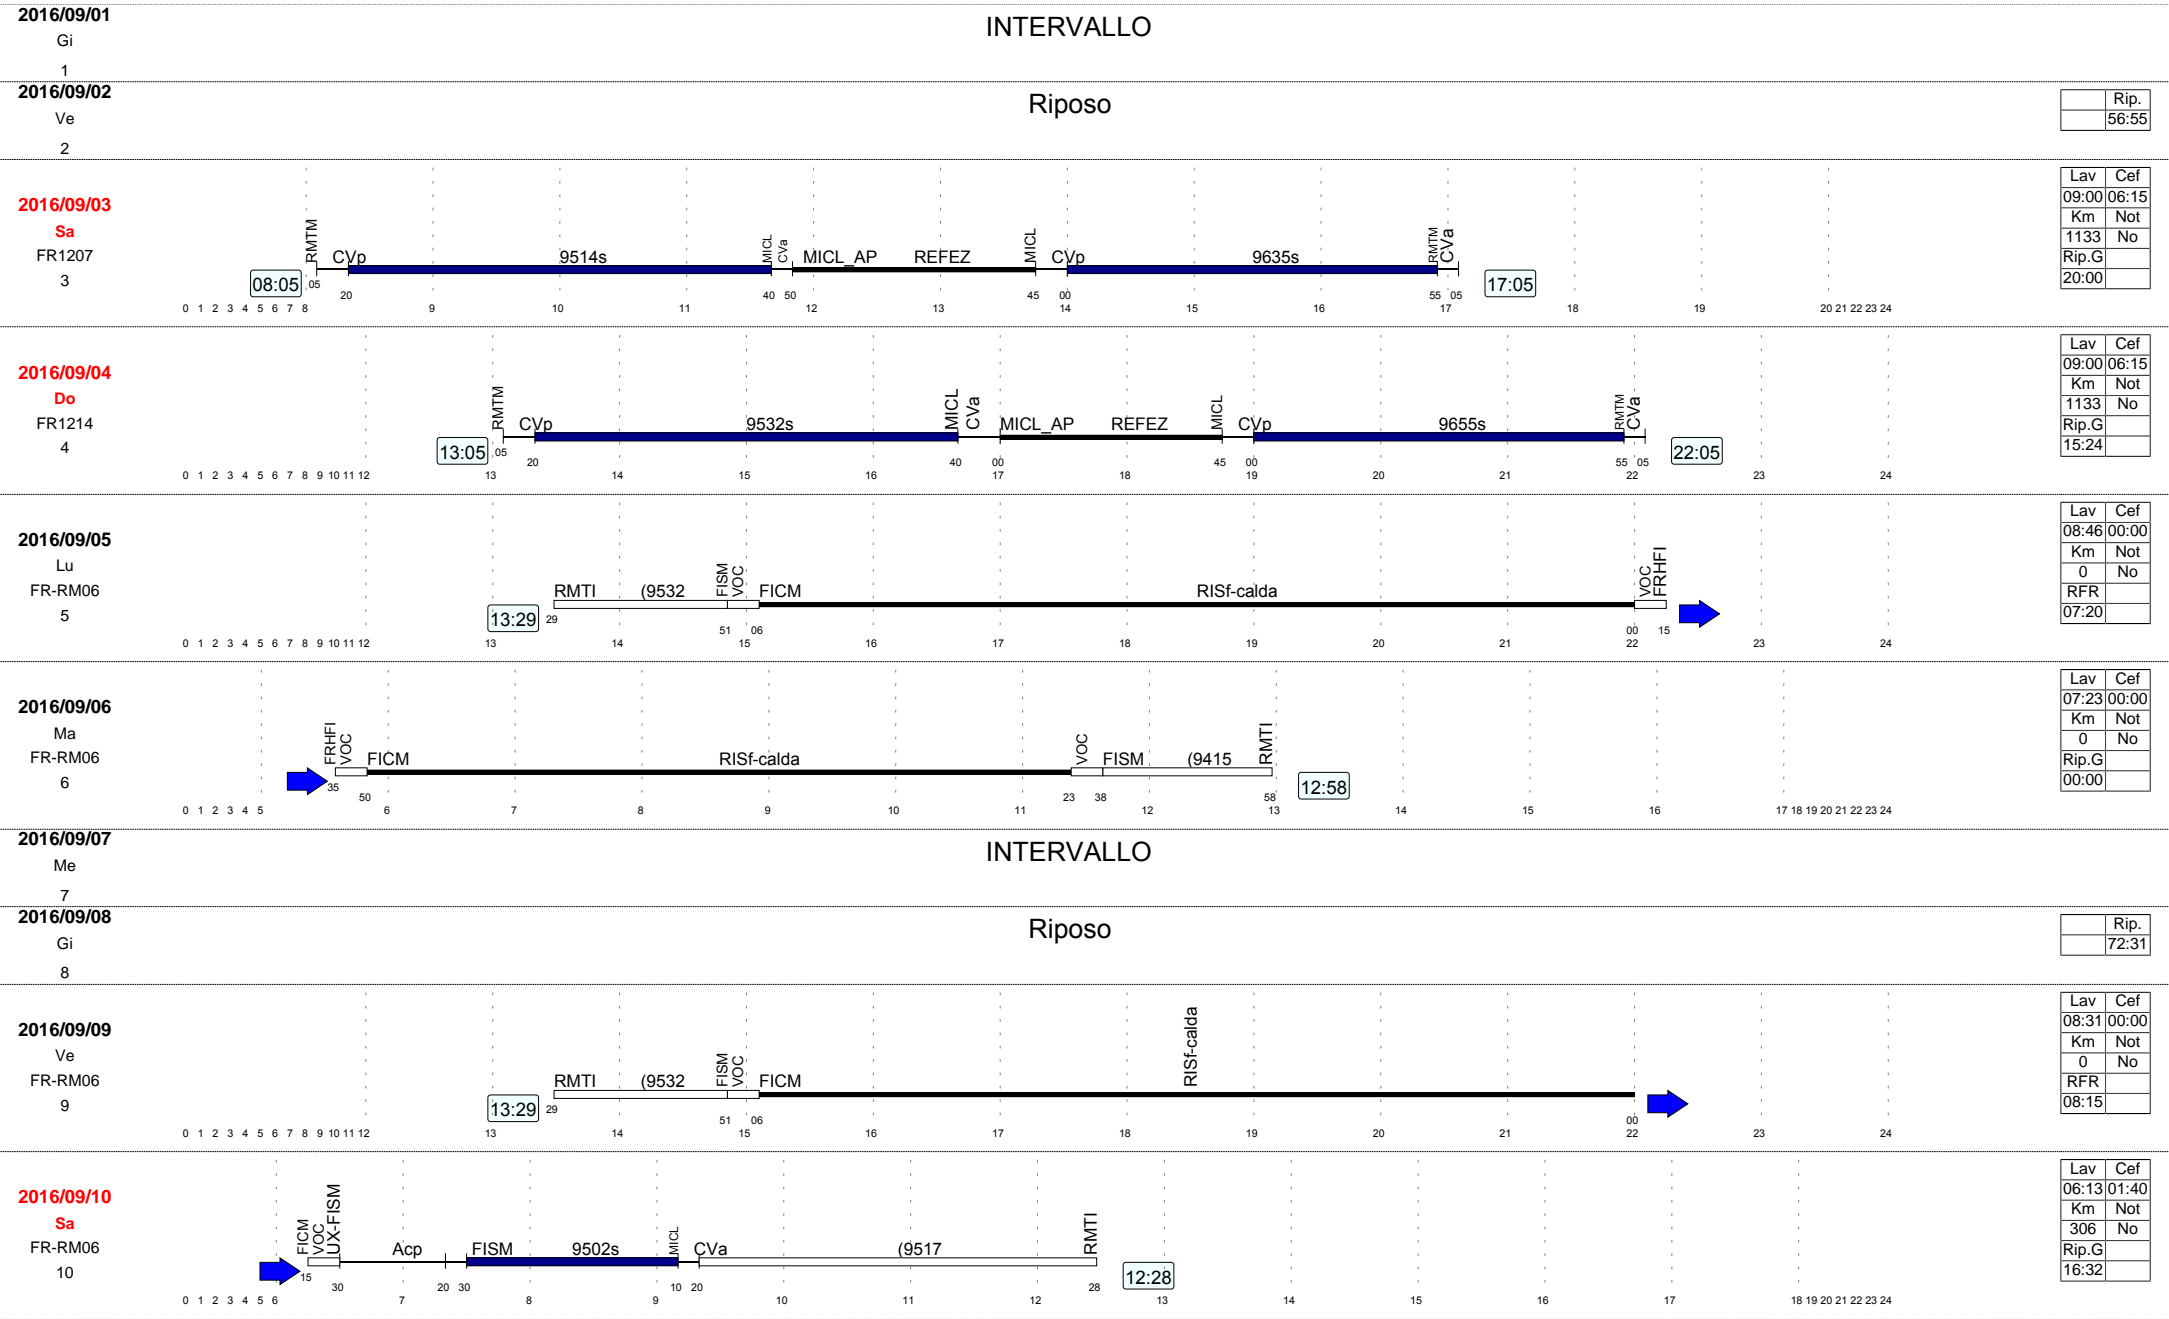 2016/09/01
Gi
1
INTERVALLO
2016/09/02
Ve
2
Riposo
Rip.
56:55
2016/09/03
Sa
FR1207
3
08:05
RMTM CVp 9514s MICL CVa MICL_AP REFEZ MICL CVp 9635s RMTM CVa
05 20 40 50 45 00 55 05
17:05
0 1 2 3 4 5 6 7 8 9 10 11 12 13 14 15 16 17 18 19 20 21 22 23 24
Lav Cef
09:00 06:15
Km Not
1133 No
Rip.G
20:00
2016/09/04
Do
FR1214
4
13:05
RMTM CVp 9532s MICL CVa MICL_AP REFEZ MICL CVp 9655s RMTM CVa
05 20 40 00 45 00 55 05
22:05
0 1 2 3 4 5 6 7 8 9 10 11 12 13 14 15 16 17 18 19 20 21 22 23 24
Lav Cef
09:00 06:15
Km Not
1133 No
Rip.G
15:24
2016/09/05
Lu
FR-RM06
5
13:29
RMTI (9532 FISM VOC FICM RISf-calda VOC FRHFI
29 51 06 00 15
0 1 2 3 4 5 6 7 8 9 10 11 12 13 14 15 16 17 18 19 20 21 22 23 24
Lav Cef
08:46 00:00
Km Not
0 No
RFR
07:20
2016/09/06
Ma
FR-RM06
6
FRHFI VOC FICM RISf-calda VOC FISM (9415 RMTI
35 50 23 38 58
12:58
0 1 2 3 4 5 6 7 8 9 10 11 12 13 14 15 16 17 18 19 20 21 22 23 24
Lav Cef
07:23 00:00
Km Not
0 No
Rip.G
00:00
2016/09/07
Me
7
INTERVALLO
2016/09/08
Gi
8
Riposo
Rip.
72:31
2016/09/09
Ve
FR-RM06
9
13:29
RMTI (9532 FISM VOC FICM RISf-calda
29 51 06 00
0 1 2 3 4 5 6 7 8 9 10 11 12 13 14 15 16 17 18 19 20 21 22 23 24
Lav Cef
08:31 00:00
Km Not
0 No
RFR
08:15
2016/09/10
Sa
FR-RM06
10
FICM VOC UX-FISM Acp FISM 9502s MICL CVa (9517 RMTI
15 30 20 30 10 20 28
12:28
0 1 2 3 4 5 6 7 8 9 10 11 12 13 14 15 16 17 18 19 20 21 22 23 24
Lav Cef
06:13 01:40
Km Not
306 No
Rip.G
16:32